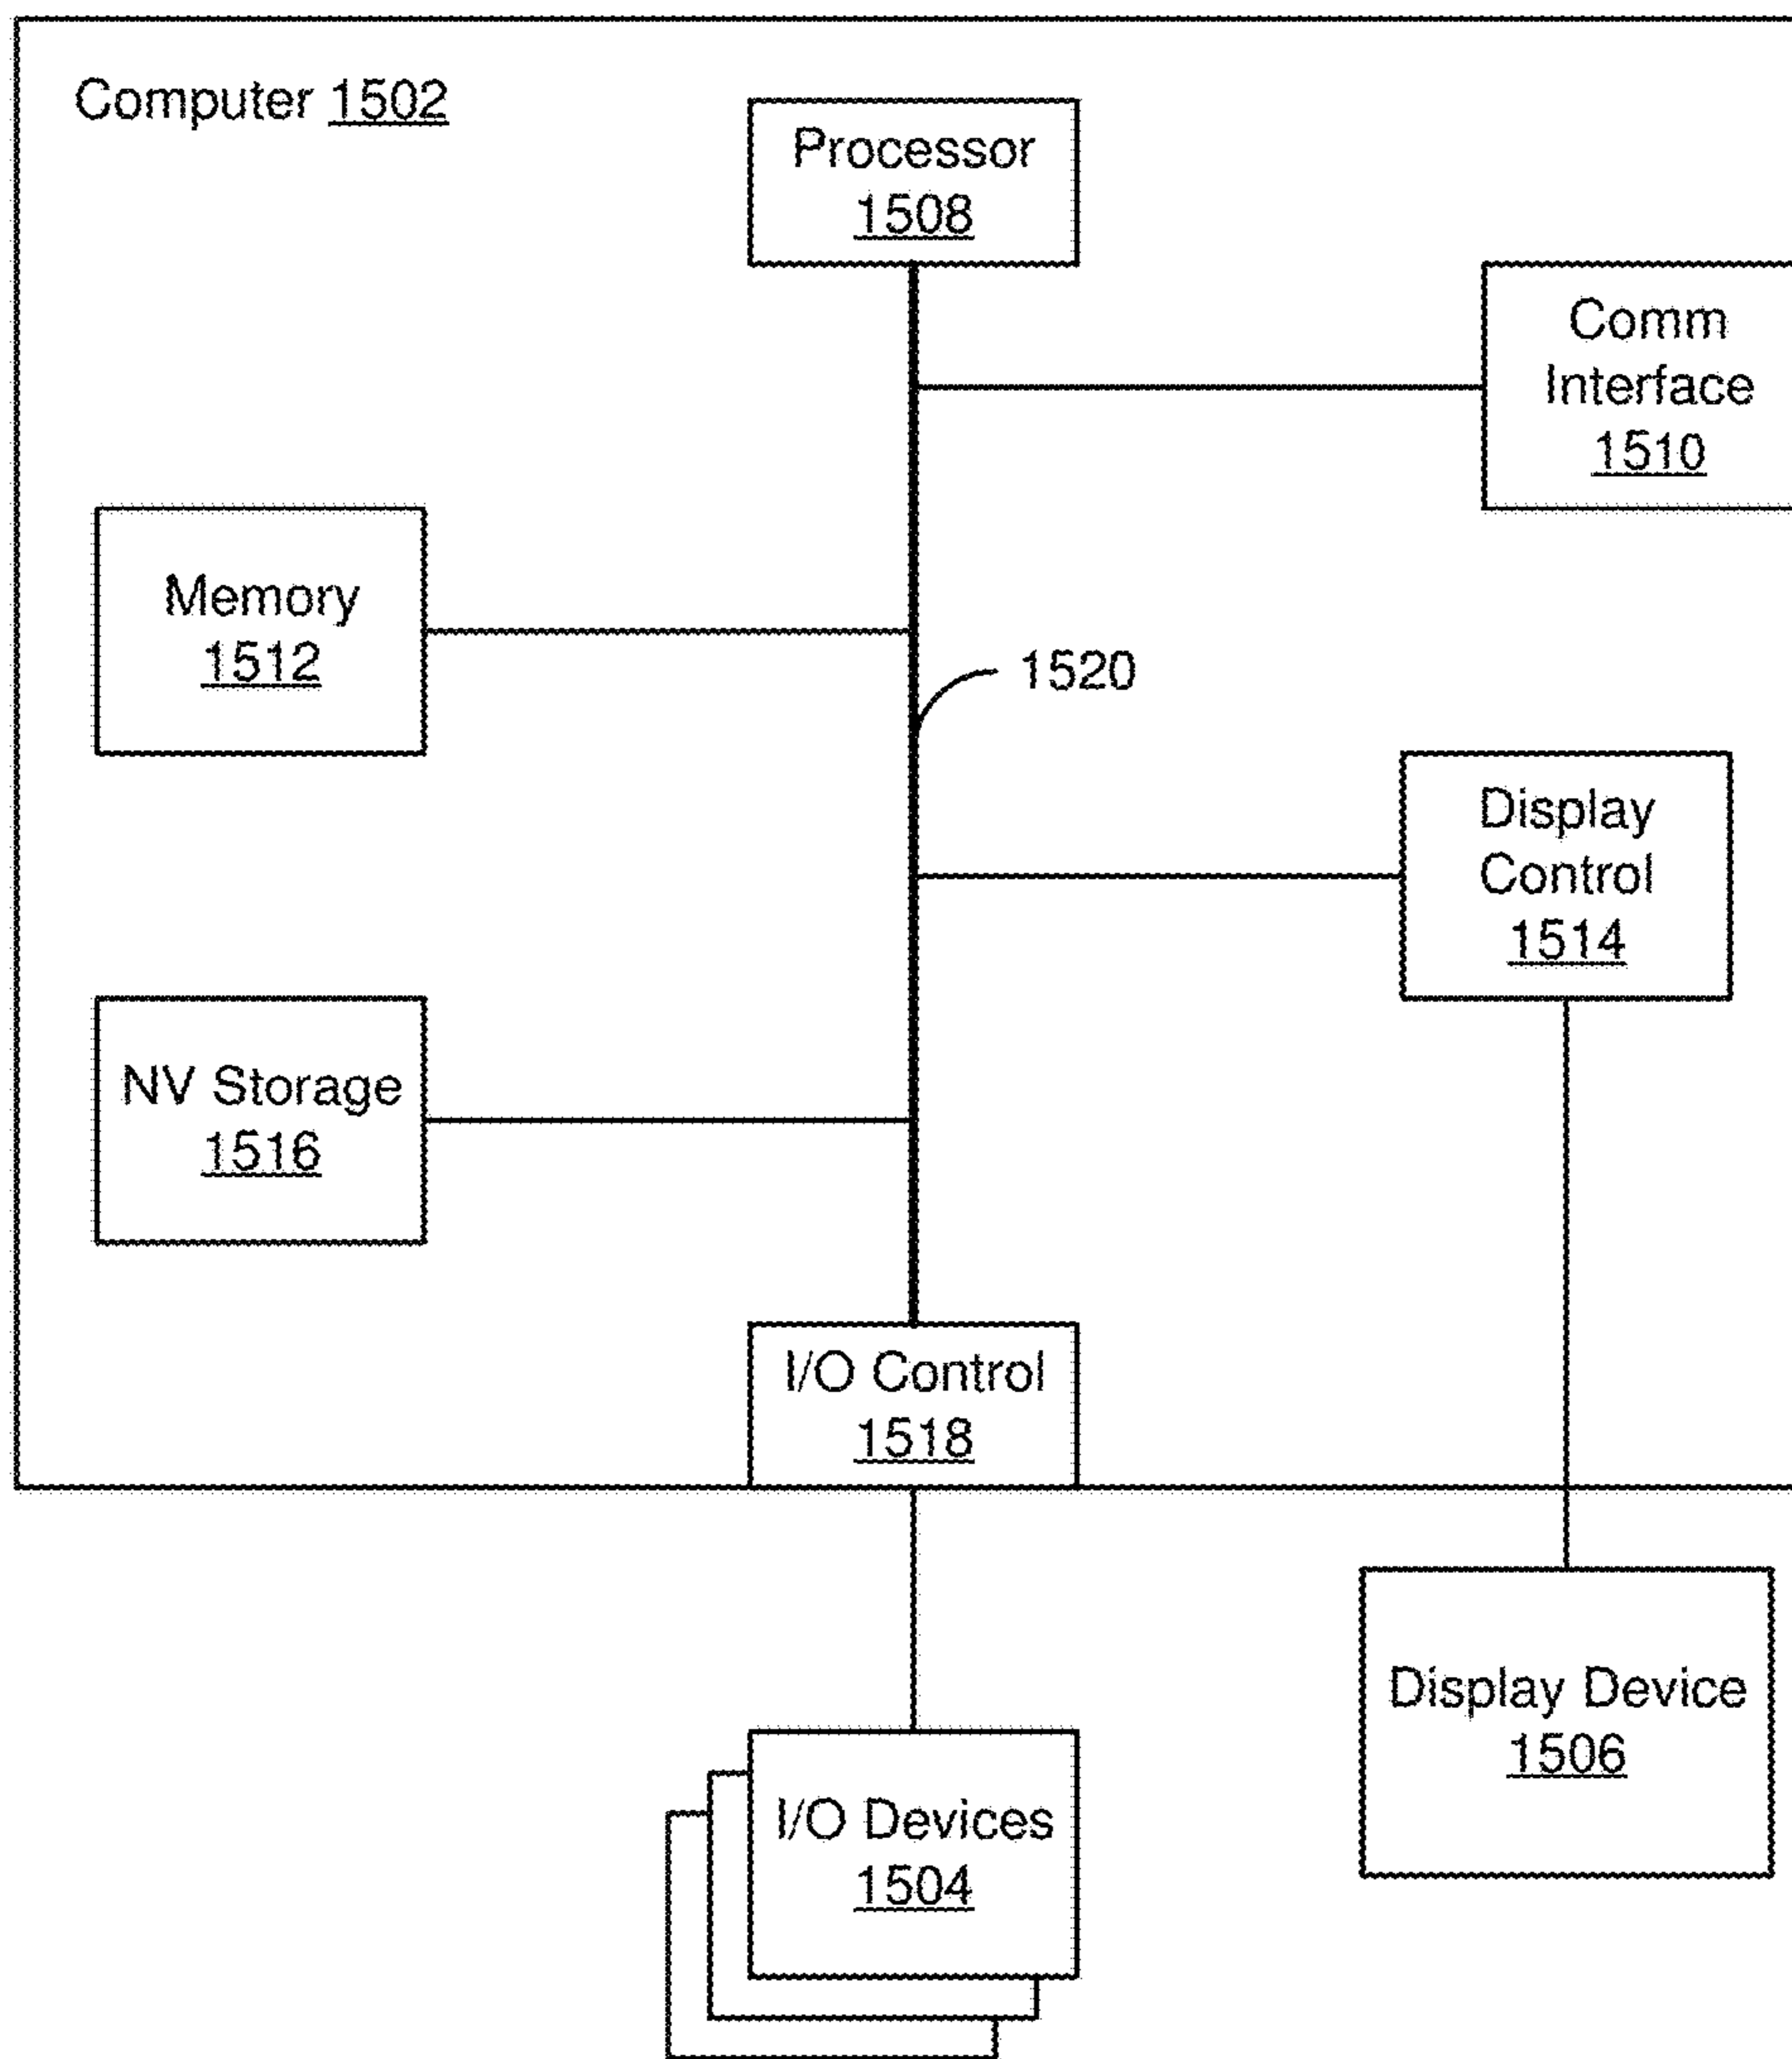 Computer 1502
Processor
1508
Comm
Interface
1510
Memory
1512
1520
Display
Control
1514
NV Storage
1516
I/O Control
1518
Display Device
1506
I/O Devices
1504